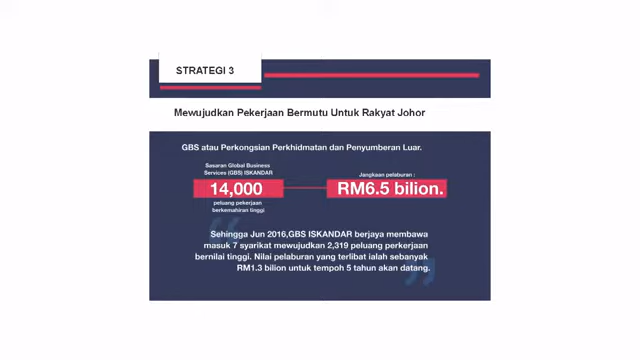 STRATEGI 3
Mewujudkan Pekerjaan Bermutu Untuk Rakyat Johor
GBS atau Perkongsian Perkhidmatan dan Penyumberan Luar.
Sasaran Global Business
Services (GBS) ISKANDAR
14,000
peluang pekerjaan
berkemahiran tinggi
Jangkaan pelaburan :
RM6.5 bilion.
Sehingga Jun 2016,GBS ISKANDAR berjaya membawa
masuk 7 syarikat mewujudkan 2,319 peluang perkerjaan
bernilai tinggi. Nilai pelaburan yang terlibat ialah sebanyak
RM1.3 bilion untuk tempoh 5 tahun akan datang.